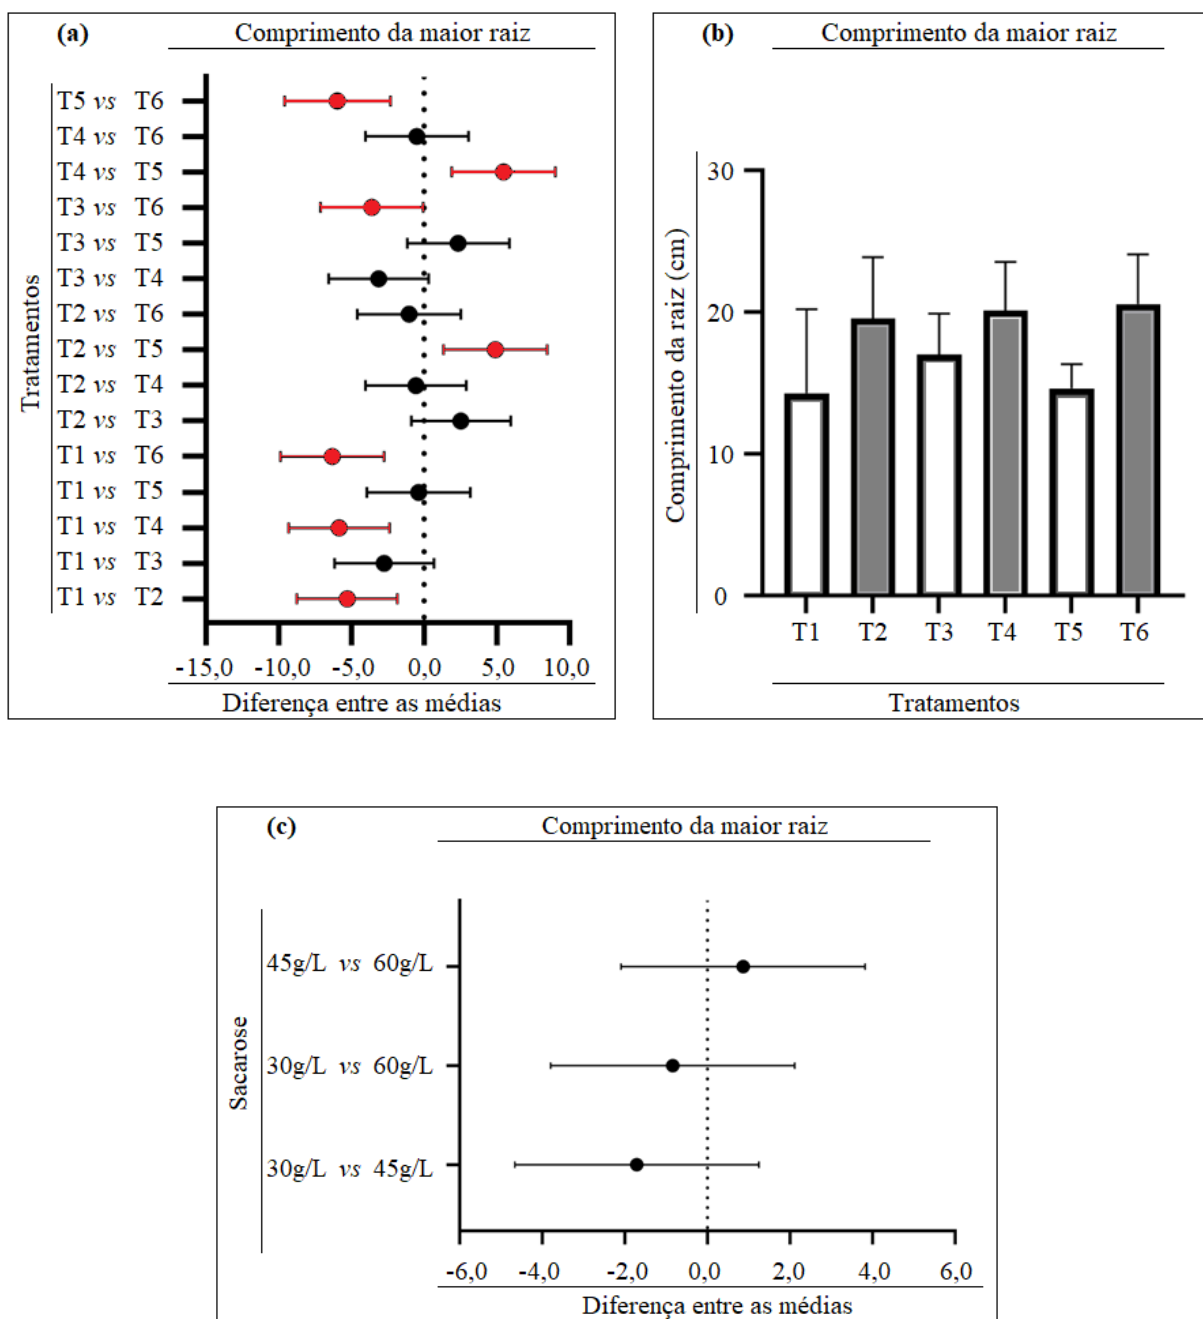 (a) Comprimento da maior raiz
Tratamentos
T5 vs T6
T4 vs T6
T4 vs T5
T3 vs T6
T3 vs T5
T3 vs T4
T2 vs T6
T2 vs T5
T2 vs T4
T2 vs T3
T1 vs T6
T1 vs T5
T1 vs T4
T1 vs T3
T1 vs T2
-15,0 -10,0 -5,0 0,0 5,0 10,0
Diferença entre as médias
(b) Comprimento da maior raiz
Comprimento da raiz (cm)
30
20
10
0
T1 T2 T3 T4 T5 T6
Tratamentos
(c) Comprimento da maior raiz
Sacarose
45g/L vs 60g/L
30g/L vs 60g/L
30g/L vs 45g/L
-6,0 -4,0 -2,0 0,0 2,0 4,0 6,0
Diferença entre as médias